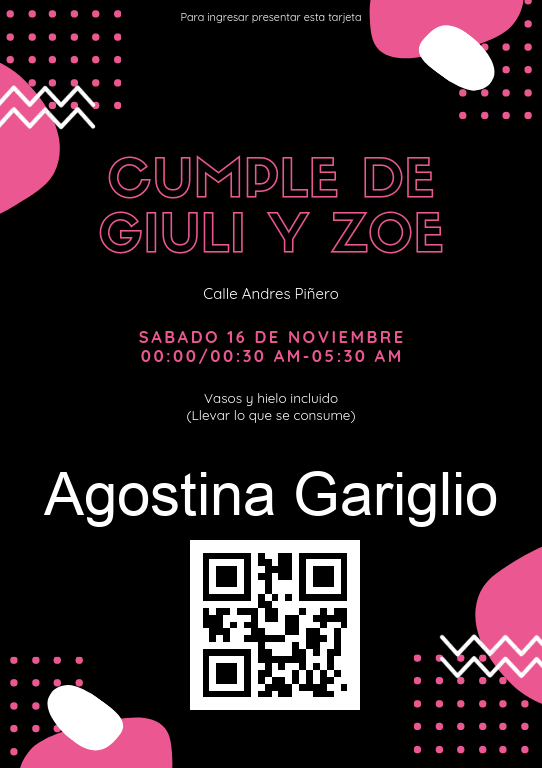 Para ingresar presentar esta tarjeta
CUMPLE DE
GIULI Y ZOE
Calle Andres Piñero
SABADO 16 DE NOVIEMBRE
00:00/00:30 AM-05:30 AM
Vasos y hielo incluido
(Llevar lo que se consume)
Agostina Gariglio